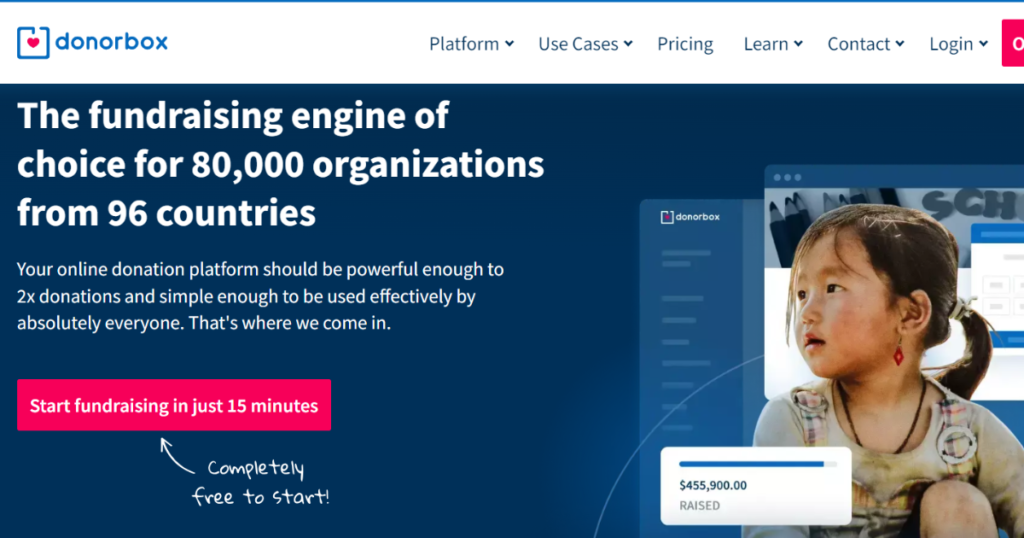 donorbox
Platform
Use Cases
Pricing
Learn
Contact
Login
The fundraising engine of
choice for 80,000 organizations
from 96 countries
Your online donation platform should be powerful enough to
2x donations and simple enough to be used effectively by
absolutely everyone. That's where we come in.
Start fundraising in just 15 minutes
Completely
free to start!
donorbox
SCH
$455,900.00
RAISED